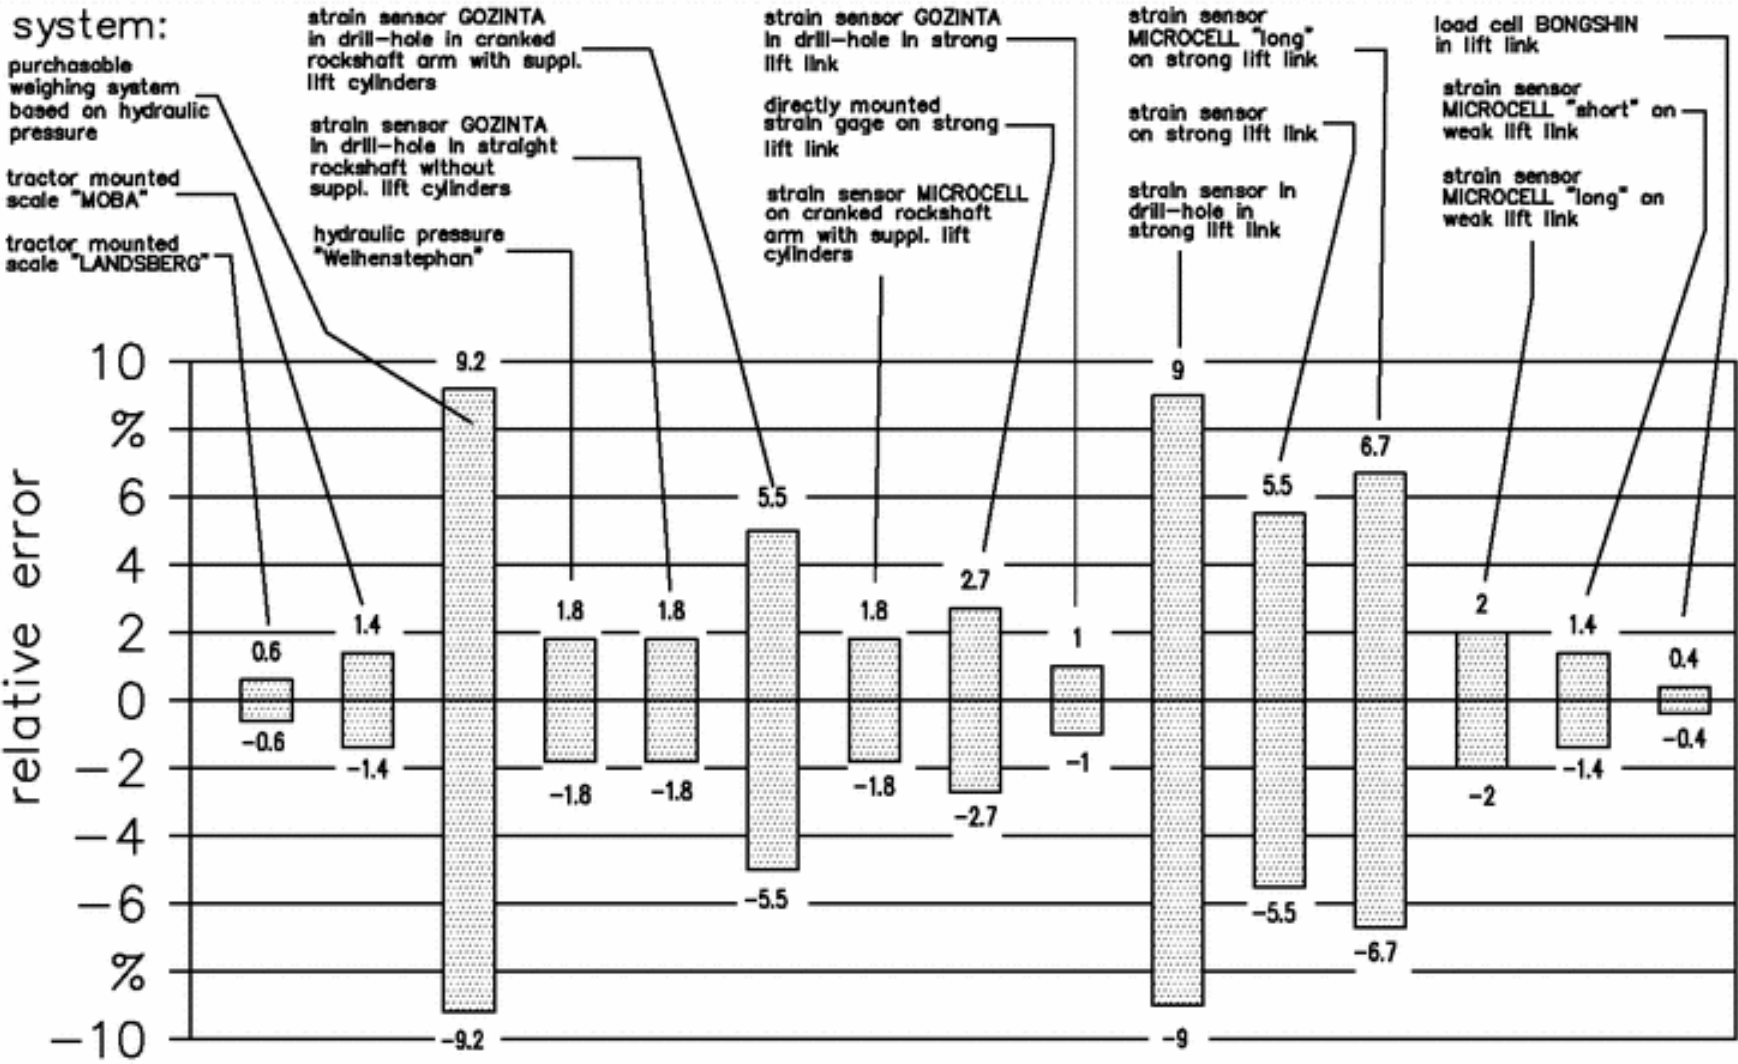 system:
purchasable
weighing system
based on hydraulic
pressure
tractor mounted
scale "MOBA"
tractor mounted
scale "LANDSBERG"
strain sensor GOZINTA
in drill-hole in cranked
rockshaft arm with suppl.
lift cylinders
strain sensor GOZINTA
in drill-hole in straight
rockshaft without
suppl. lift cylinders
hydraulic pressure
"Weihenstephan"
strain sensor GOZINTA
in drill-hole in strong
lift link
directly mounted
strain gage on strong
lift link
strain sensor MICROCELL
on cranked rockshaft
arm with suppl. lift
cylinders
strain sensor
MICROCELL "long"
on strong lift link
strain sensor
on strong lift link
strain sensor in
drill-hole in
strong lift link
load cell BONGSHIN
in lift link
strain sensor
MICROCELL "short" on
weak lift link
strain sensor
MICROCELL "long" on
weak lift link
relative error
10
%
6
4
2
0
-2
-4
-6
%
-10
0.6
1.4
9.2
1.8
1.8
5.5
1.8
2.7
1
9
5.5
6.7
2
1.4
0.4
-0.6
-1.4
-9.2
-1.8
-1.8
-5.5
-1.8
-2.7
-1
-9
-5.5
-6.7
-2
-1.4
-0.4